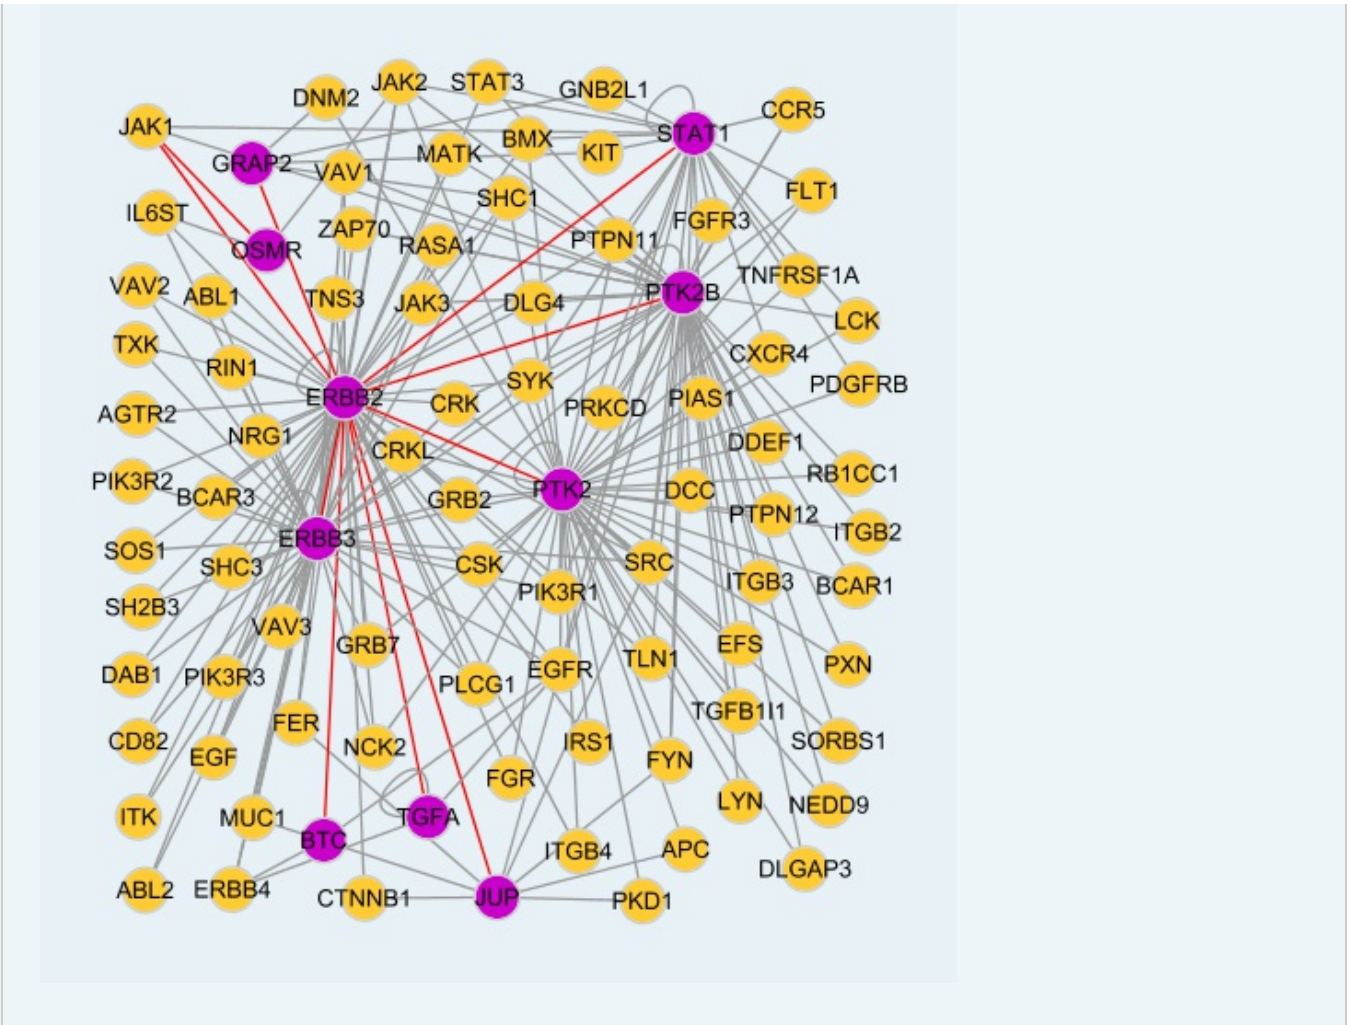 JAK2
STAT3
GNB2L1
DNM2
CCR5
JAK1
STAT1
BMX
KIT
MATK
GRAP2
VAV1
FLT1
SHC1
IL6ST
FGFR3
ZAP70
RASA1
PTPN11
OSMR
TNFRSF1A
VAV2
ABL1
TNS3
JAK3
DLG4
PTK2B
LCK
TXK
CXCR4
RIN1
SYK
PDGFRB
ERBB2
CRK
PRKCD
PIAS1
AGTR2
NRG1
CRKL
DDEF1
RB1CC1
PIK3R2
BCAR3
GRB2
PTK2
DCC
PTPN12
ITGB2
ERBB3
SOS1
SHC3
CSK
SRC
ITGB3
BCAR1
PIK3R1
SH2B3
VAV3
GRB7
EFS
TLN1
PXN
DAB1
PIK3R3
PLCG1
EGFR
TGFB1I1
FER
CD82
EGF
NCK2
IRS1
SORBS1
FYN
FGR
LYN
NEDD9
ITK
MUC1
TGFA
BTC
ITGB4
APC
DLGAP3
ABL2
ERBB4
CTNNB1
JUP
PKD1